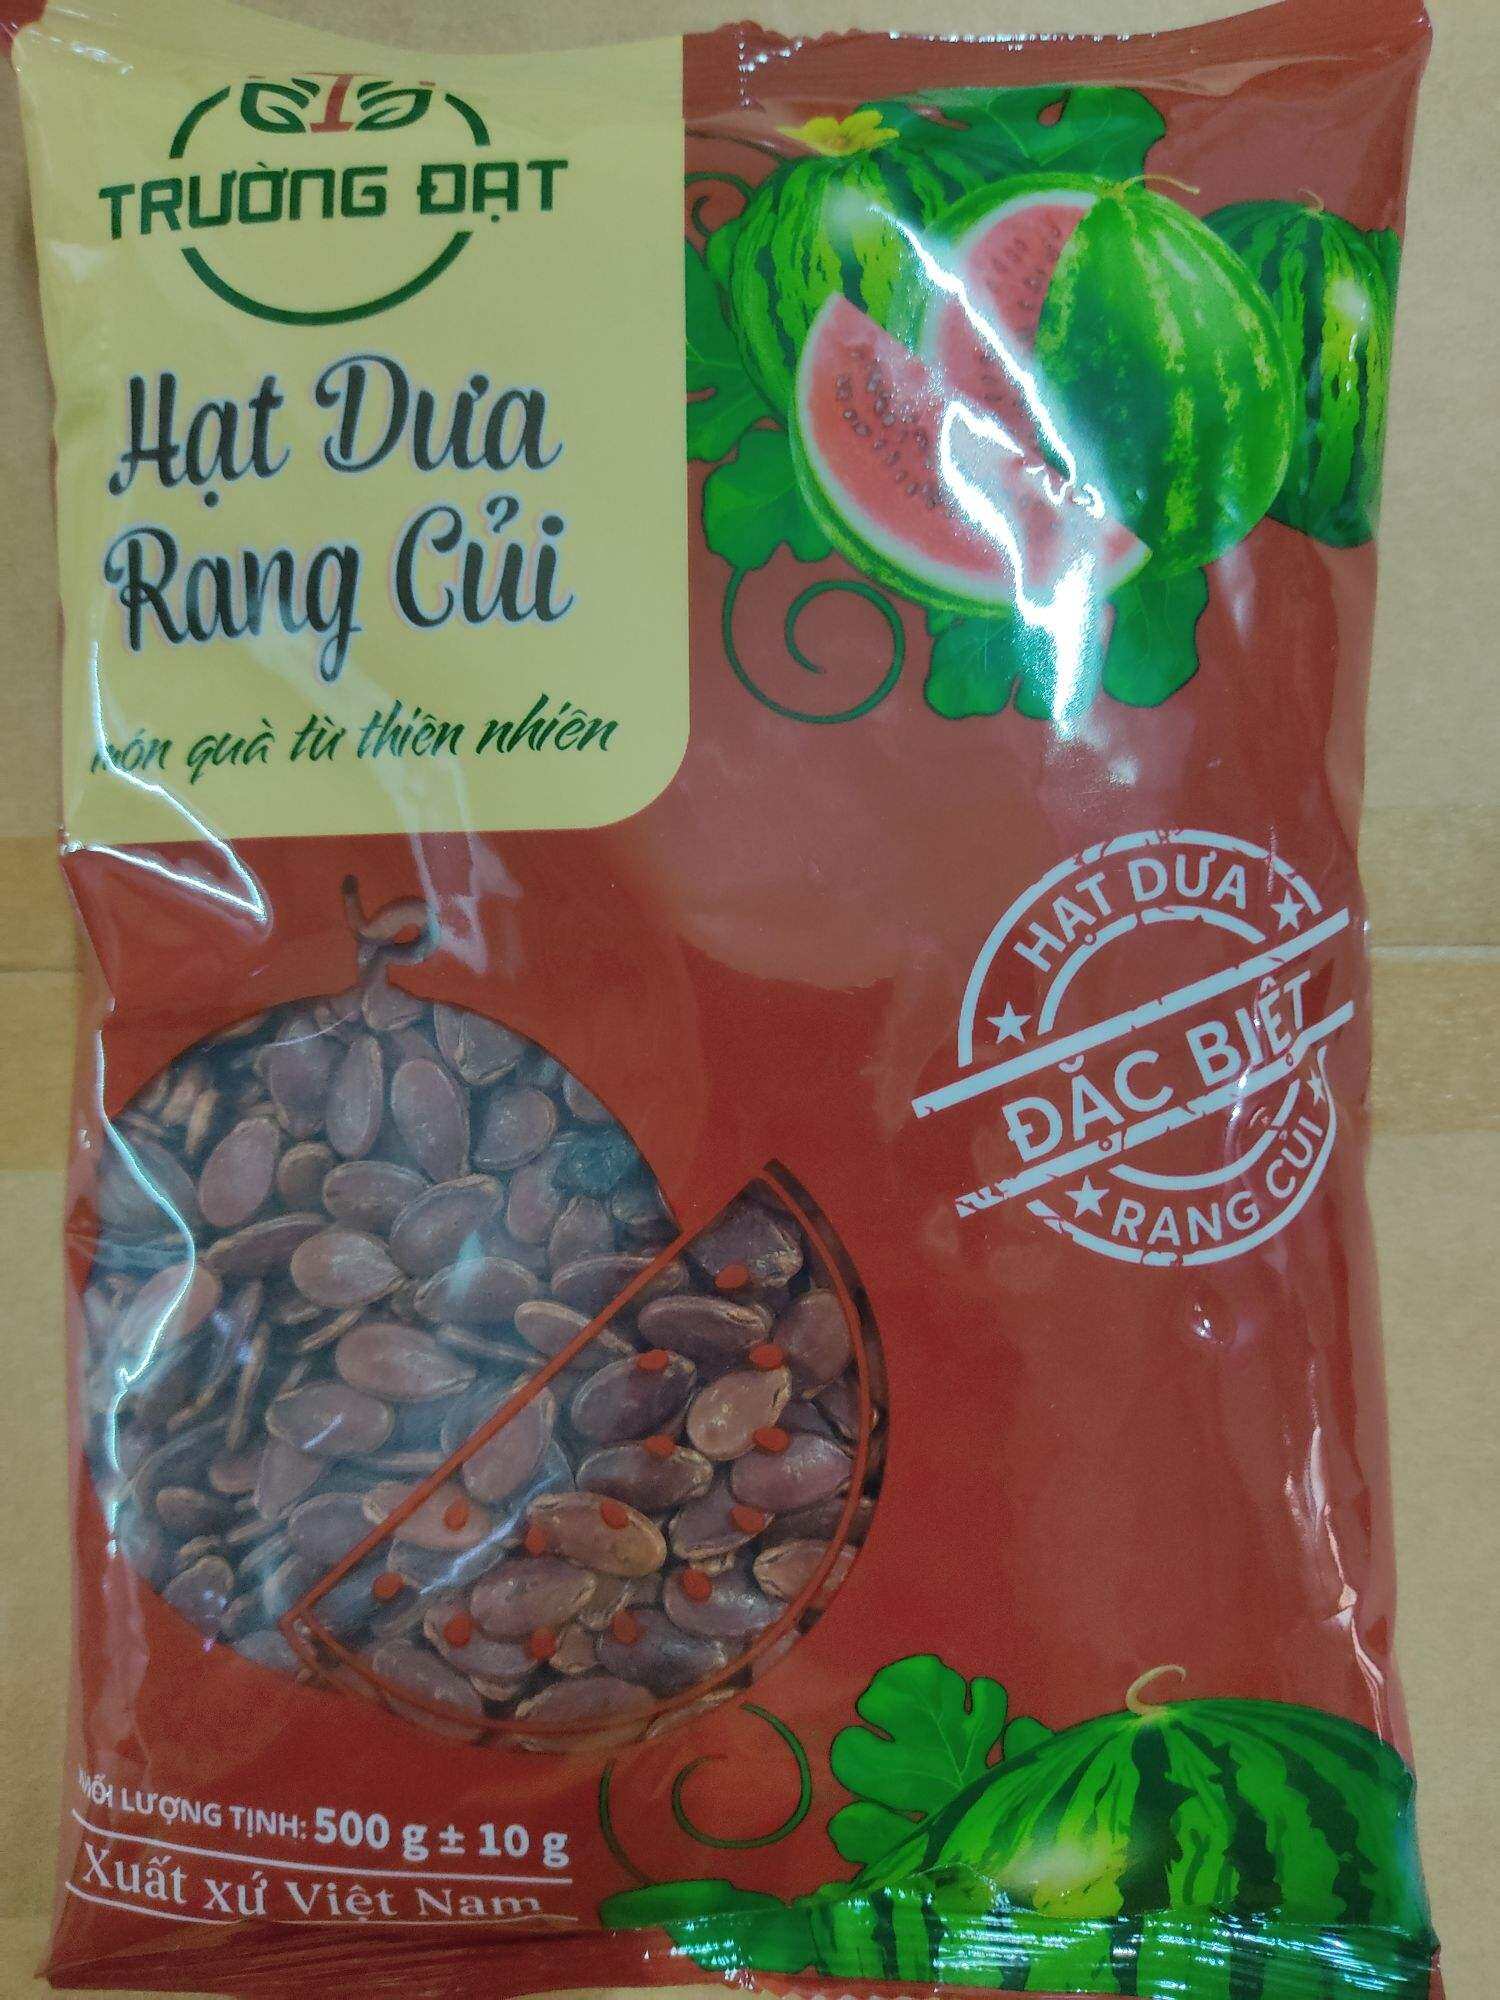 TRƯỜNG ĐẠT
Hạt Dưa
Rang Củi
món quà từ thiên nhiên
HẠT DƯA
ĐẶC BIỆT
RANG CỦI
KHỐI LƯỢNG TỊNH: 500 g ± 10 g
Xuất xứ Việt Nam